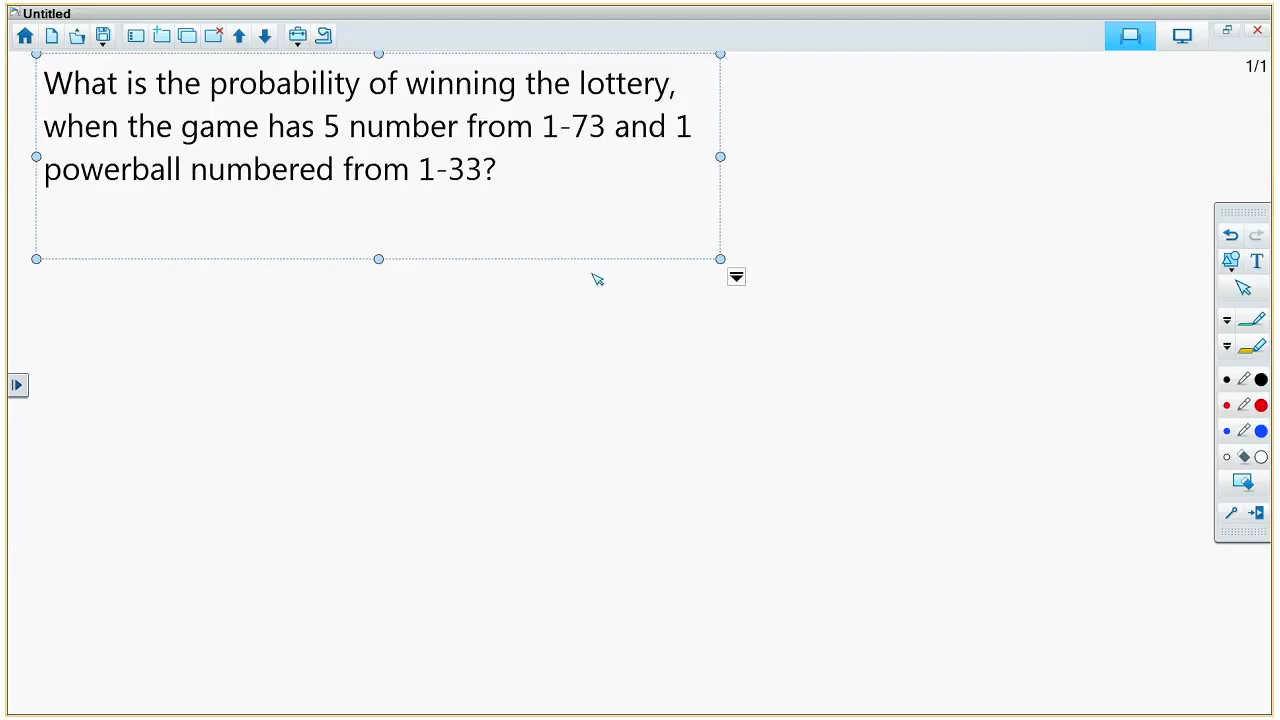 Untitled
1/1
What is the probability of winning the lottery,
when the game has 5 number from 1-73 and 1
powerball numbered from 1-33?
T